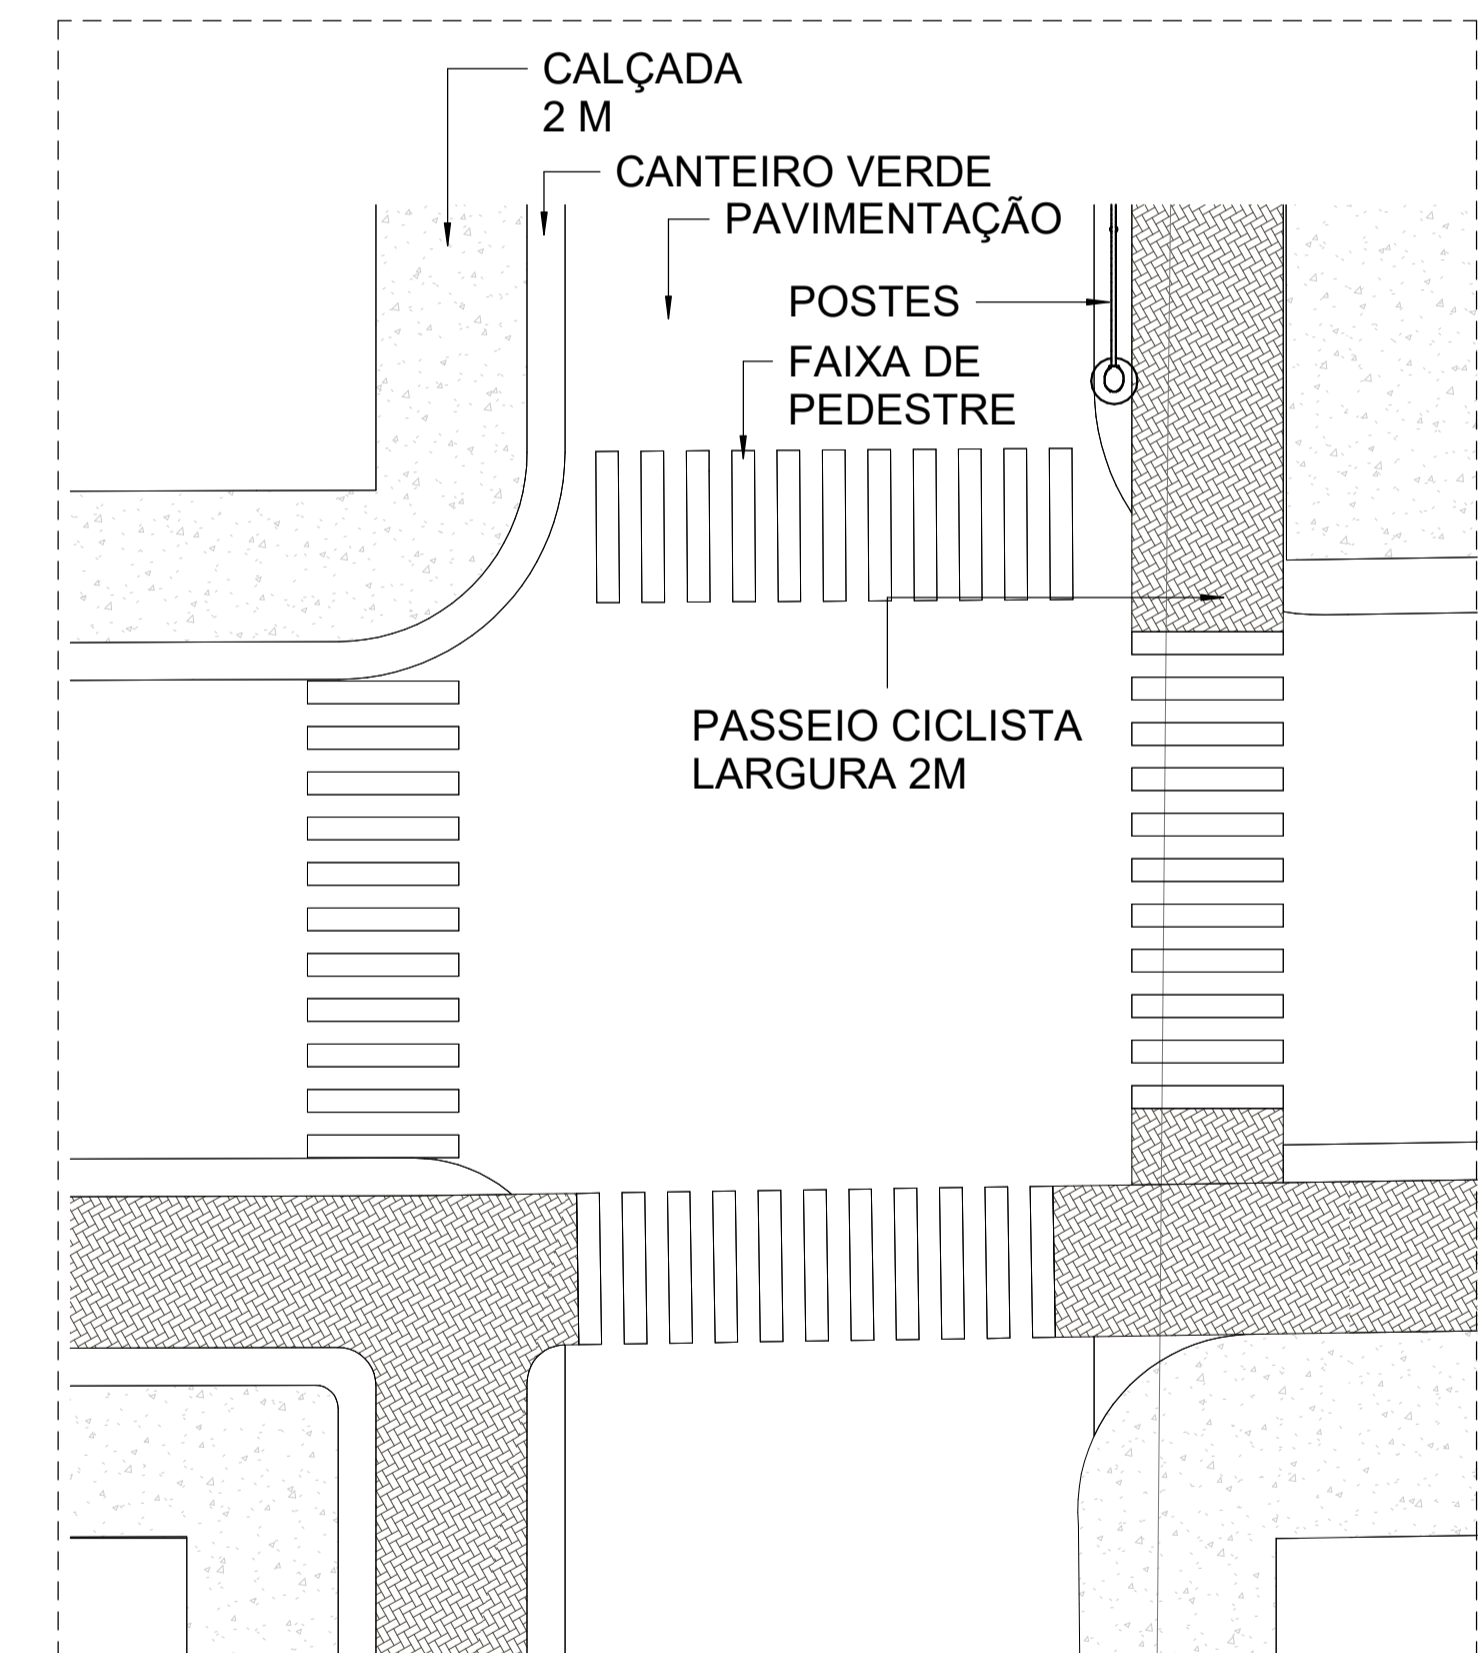 CALÇADA
2 M
CANTEIRO VERDE
PAVIMENTAÇÃO
POSTES
FAIXA DE
PEDESTRE
PASSEIO CICLISTA
LARGURA 2M